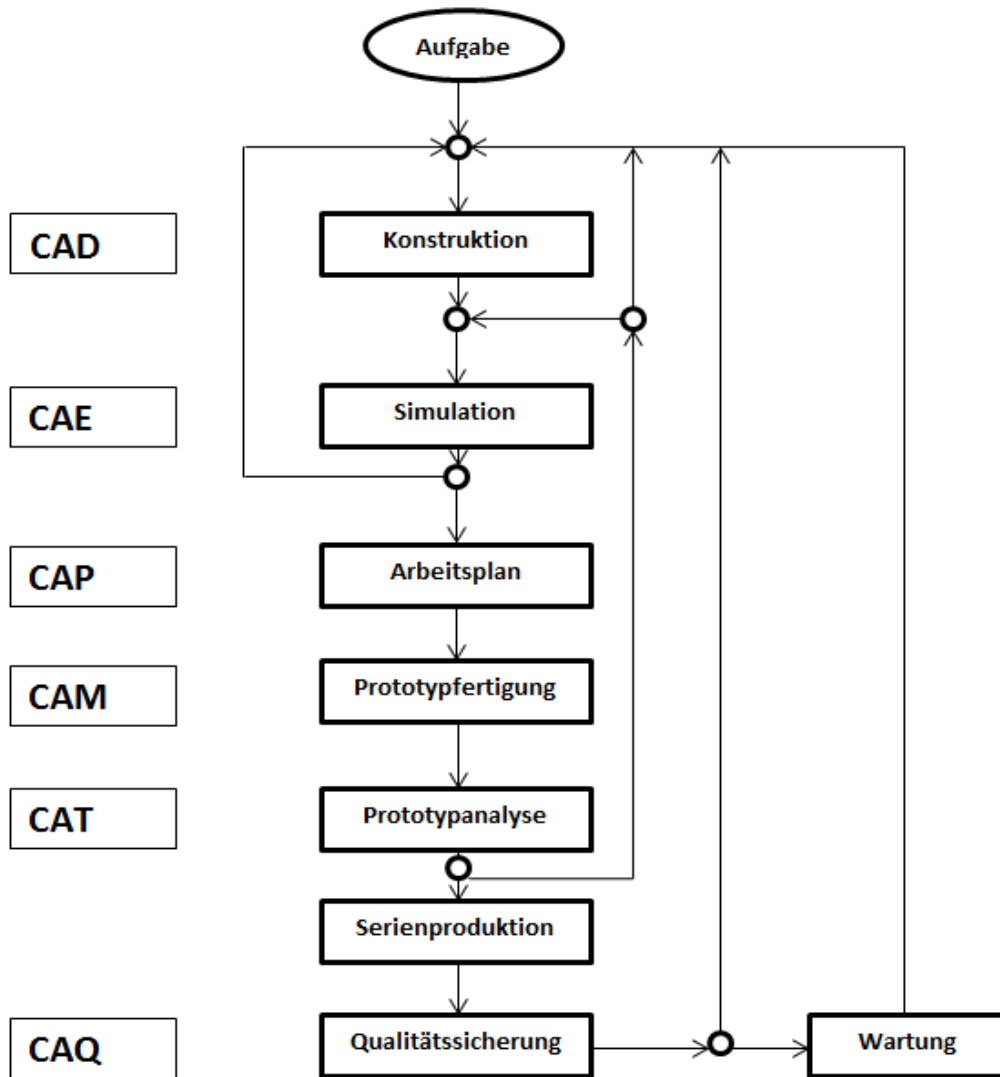 Aufgabe
CAD
Konstruktion
CAE
Simulation
CAP
Arbeitsplan
CAM
Prototypfertigung
CAT
Prototypanalyse
Serienproduktion
CAQ
Qualitätssicherung
Wartung